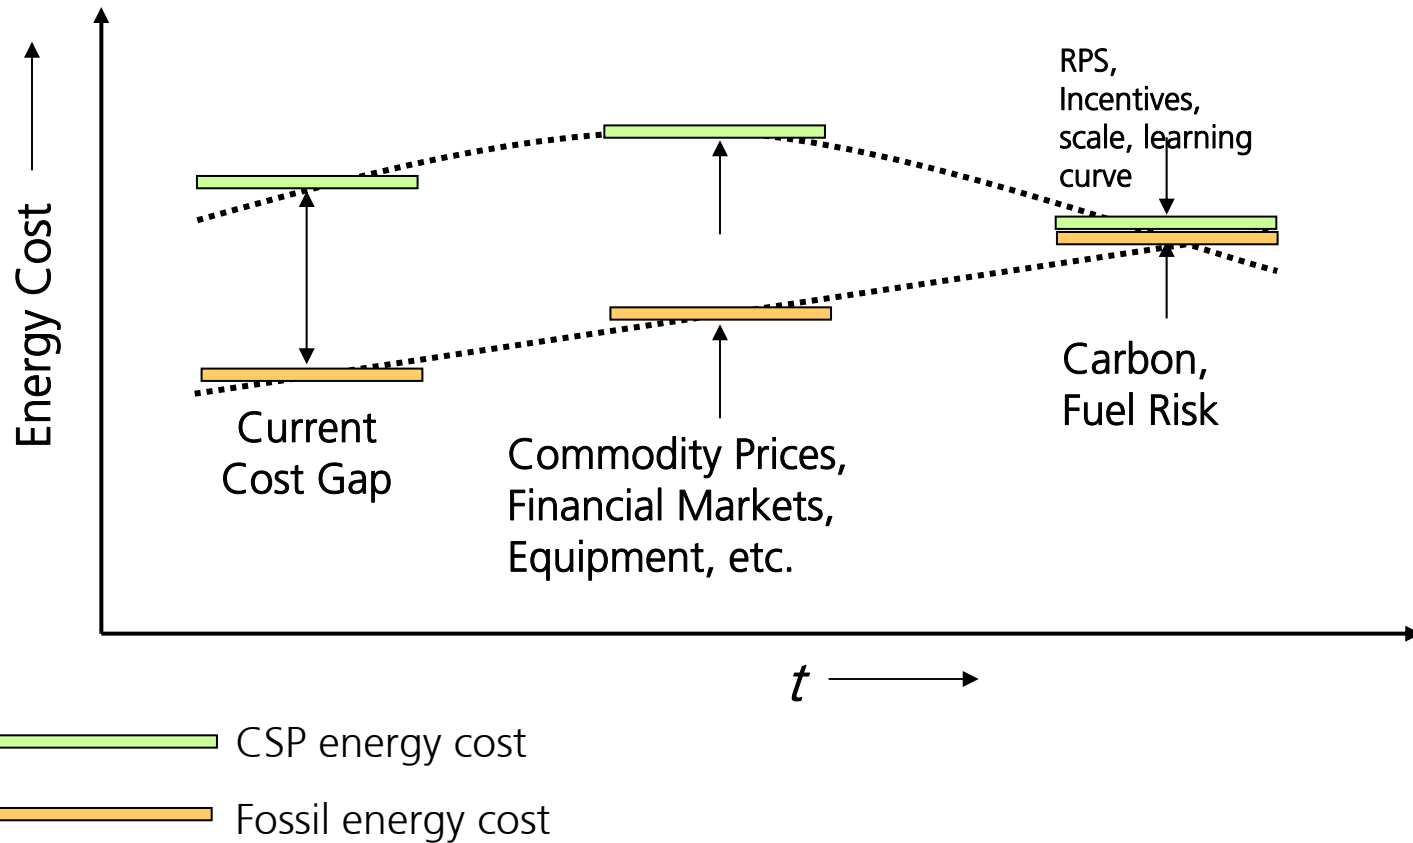 Energy Cost
RPS,
Incentives,
scale, learning
curve
Current
Cost Gap
Commodity Prices,
Financial Markets,
Equipment, etc.
Carbon,
Fuel Risk
t
CSP energy cost
Fossil energy cost